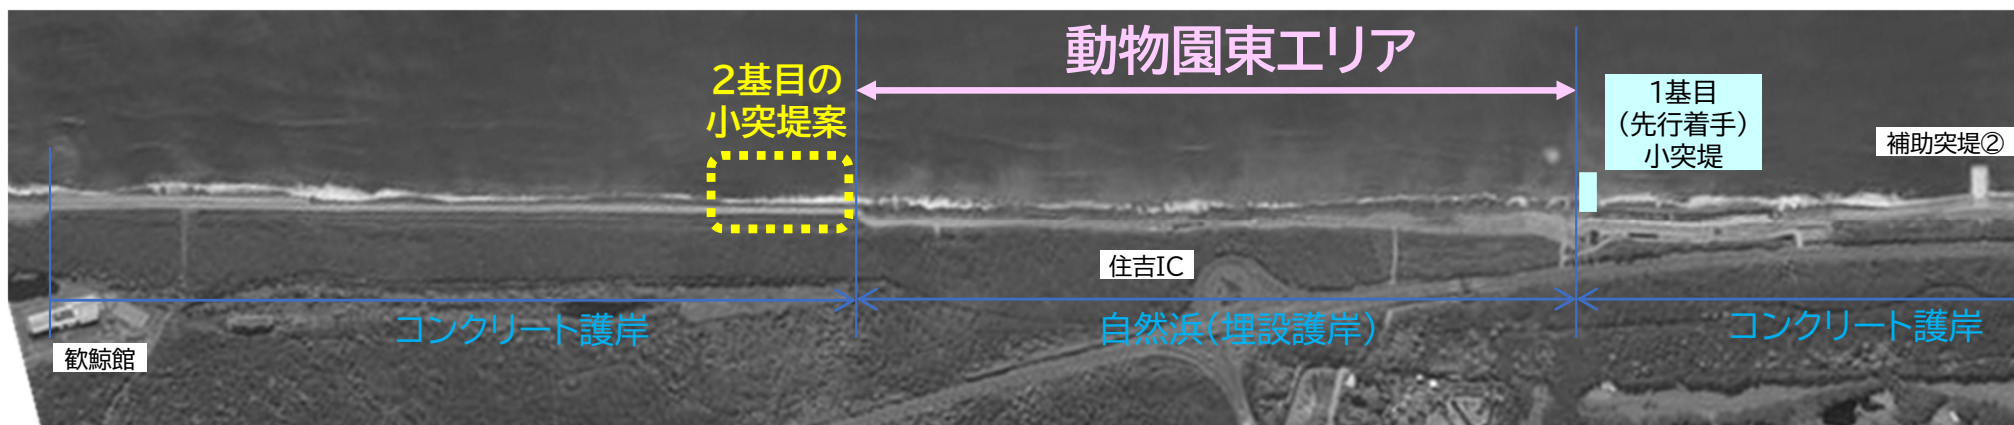 動物園東エリア
2基目の
小突堤案
1基目
（先行着手）
小突堤
補助突堤②
住吉IC
コンクリート護岸
自然浜（埋設護岸）
コンクリート護岸
歓鯨館